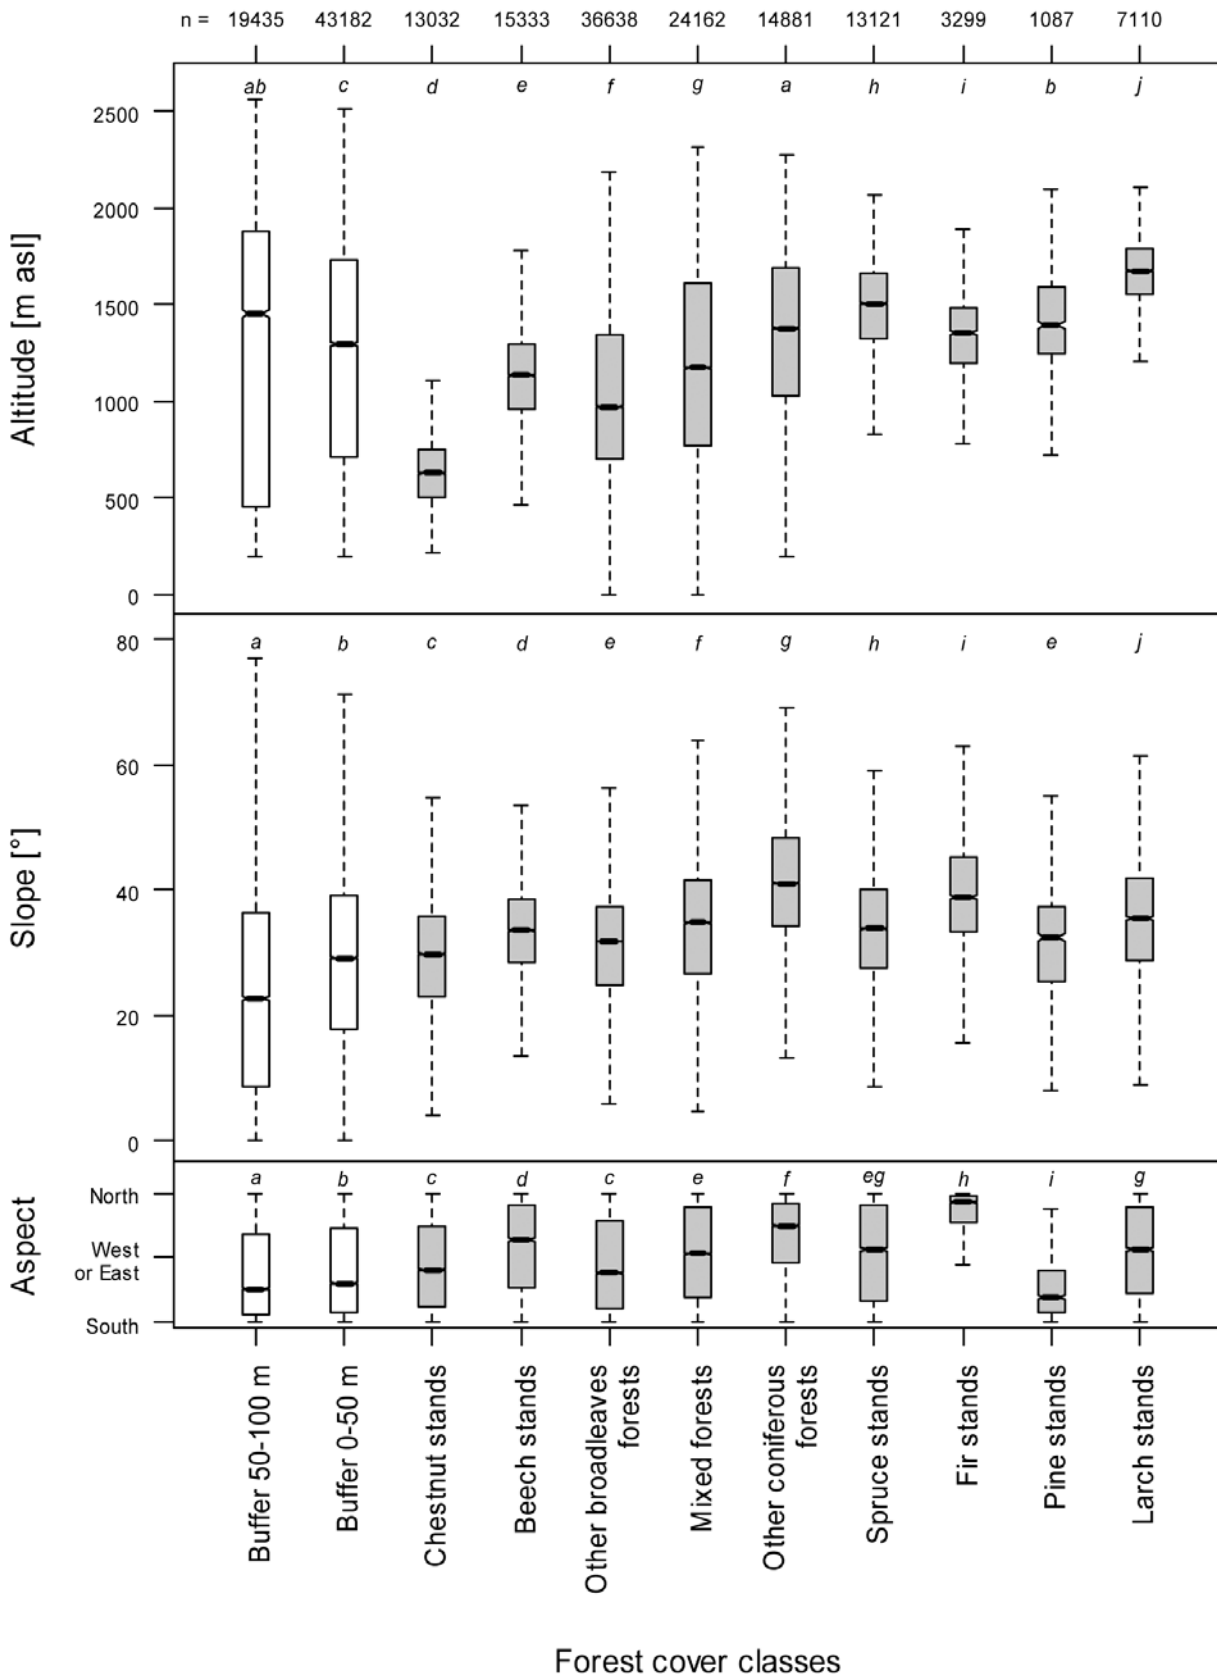 n = 19435 43182 13032 15333 36638 24162 14881 13121 3299 1087 7110
ab c d e f g a h i b j
Altitude [m asl]
2500
2000
1500
1000
500
0
a b c d e f g h i e j
Slope [°]
80
60
40
20
0
a b c d c e f eg h i g
Aspect
North
West
or East
South
Buffer 50-100 m
Buffer 0-50 m
Chestnut stands
Beech stands
Other broadleaves
forests
Mixed forests
Other coniferous
forests
Spruce stands
Fir stands
Pine stands
Larch stands
Forest cover classes